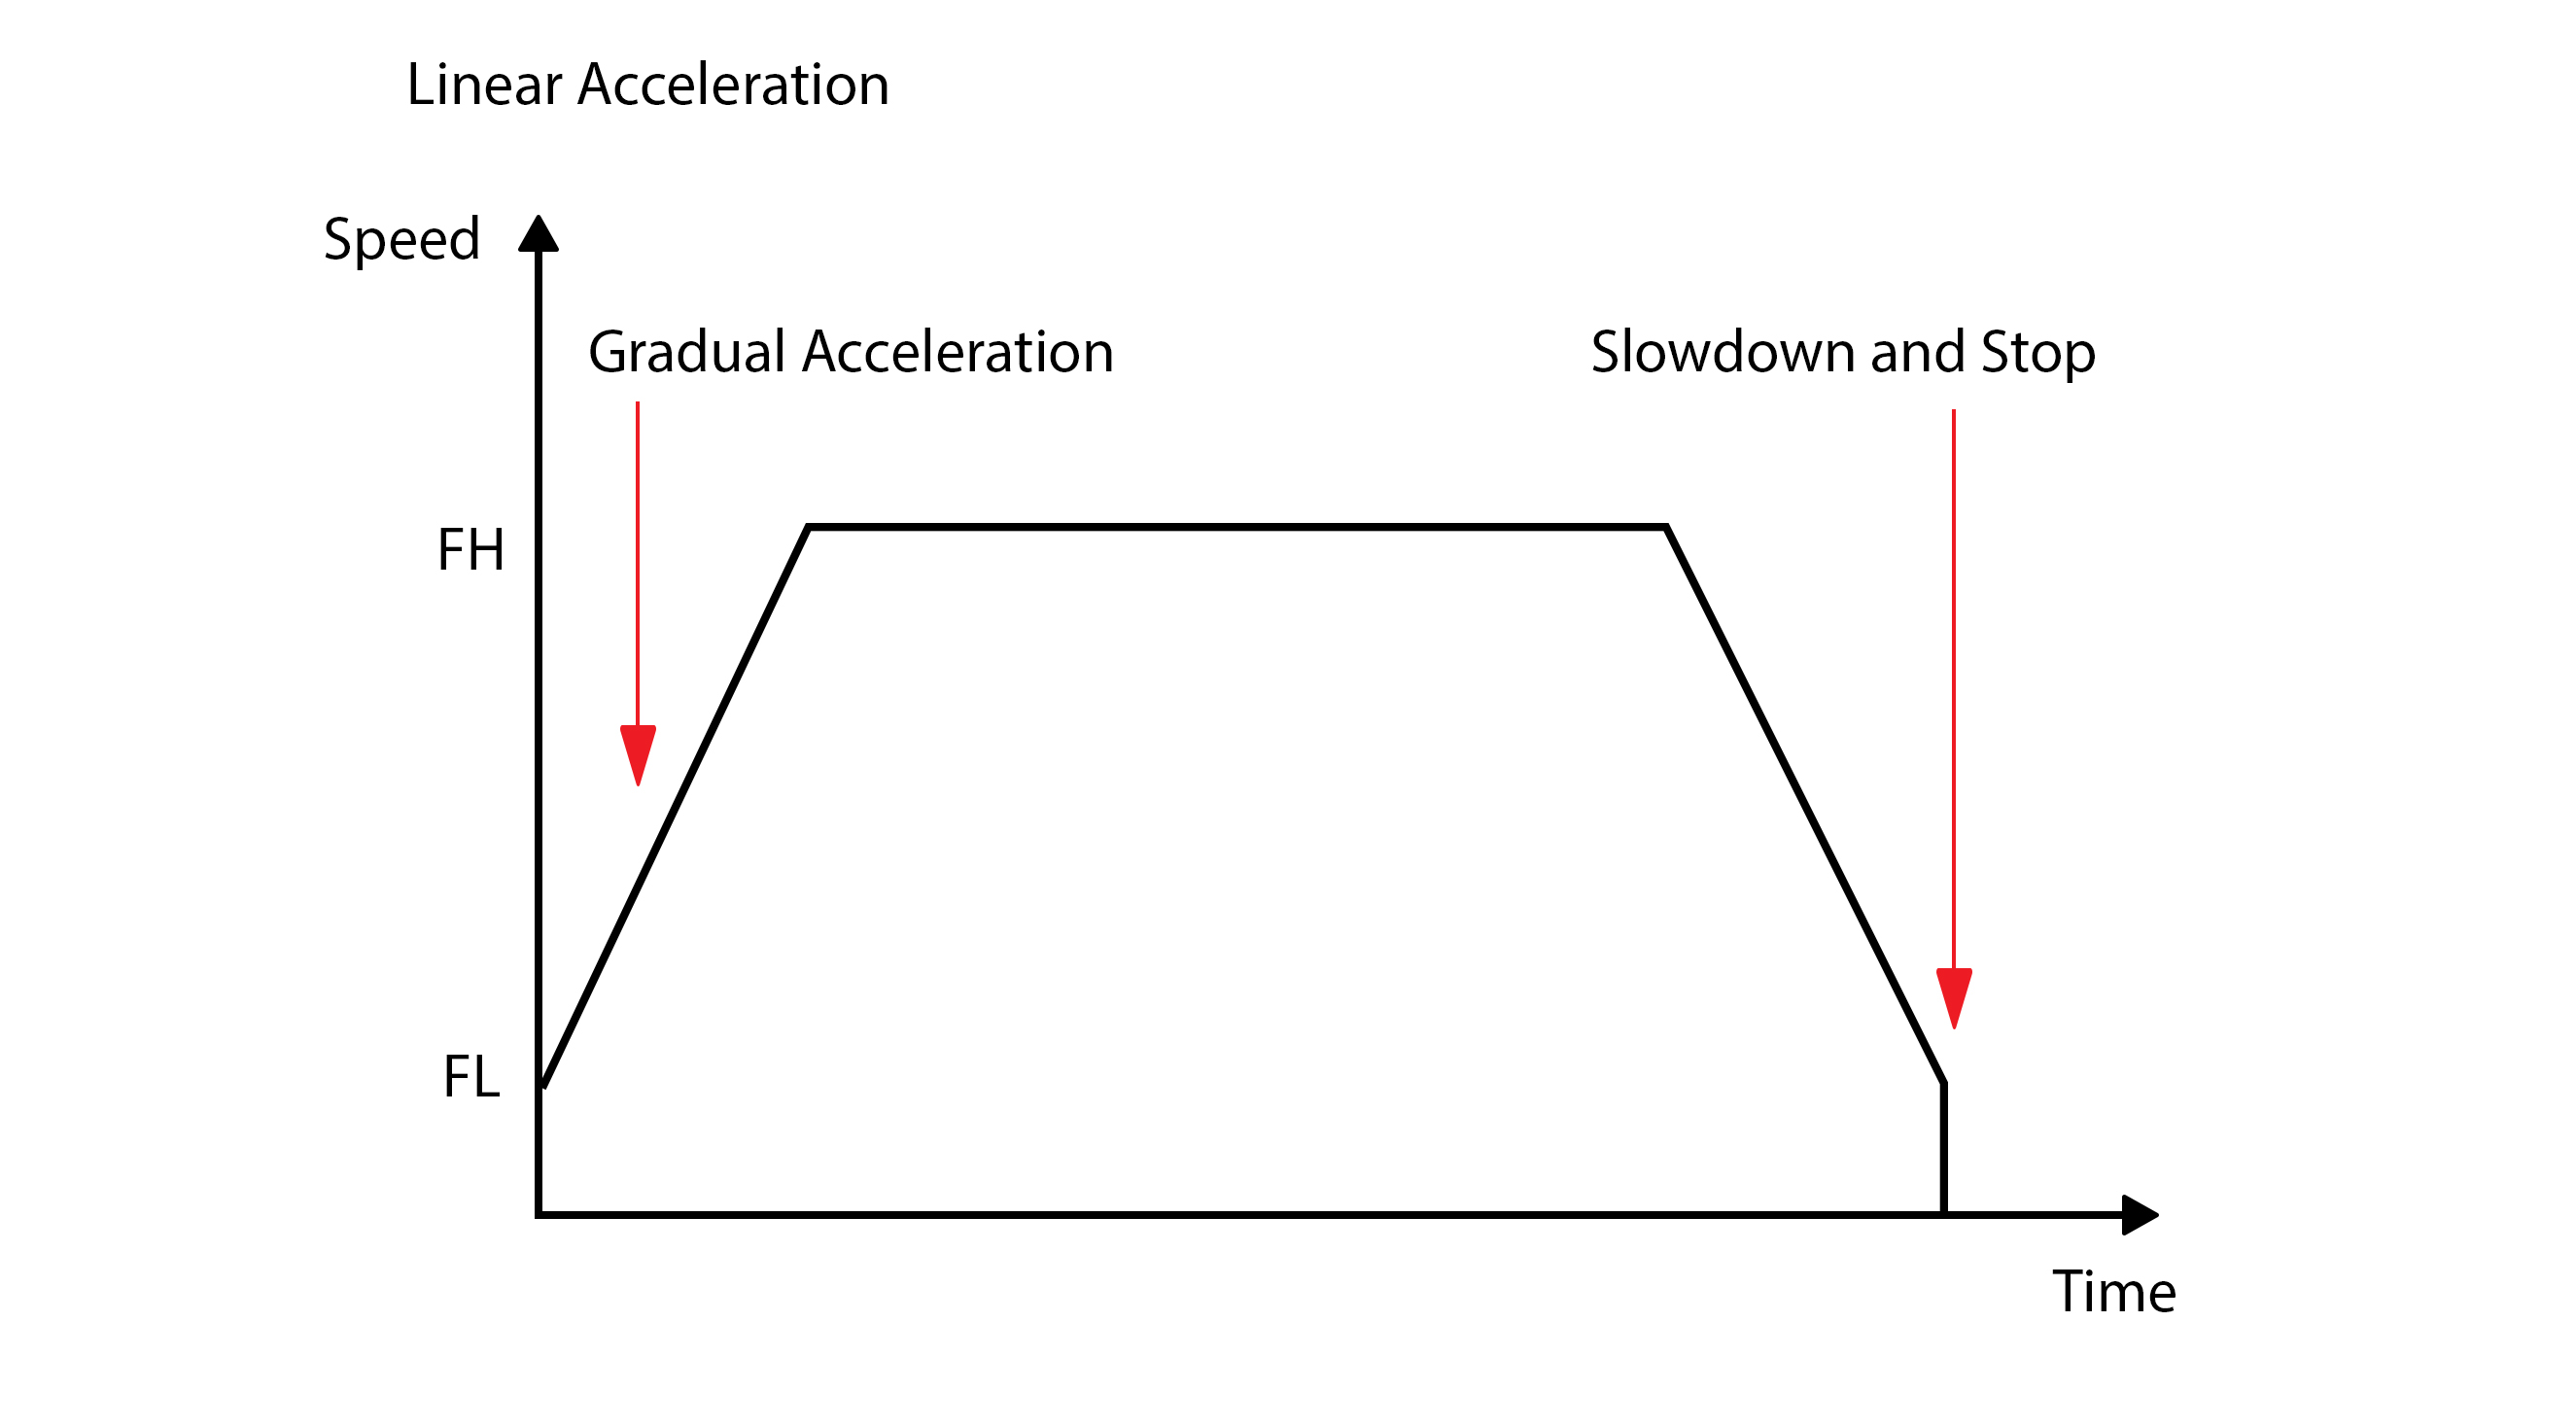 Linear Acceleration
Speed
Gradual Acceleration
Slowdown and Stop
FH
FL
Time